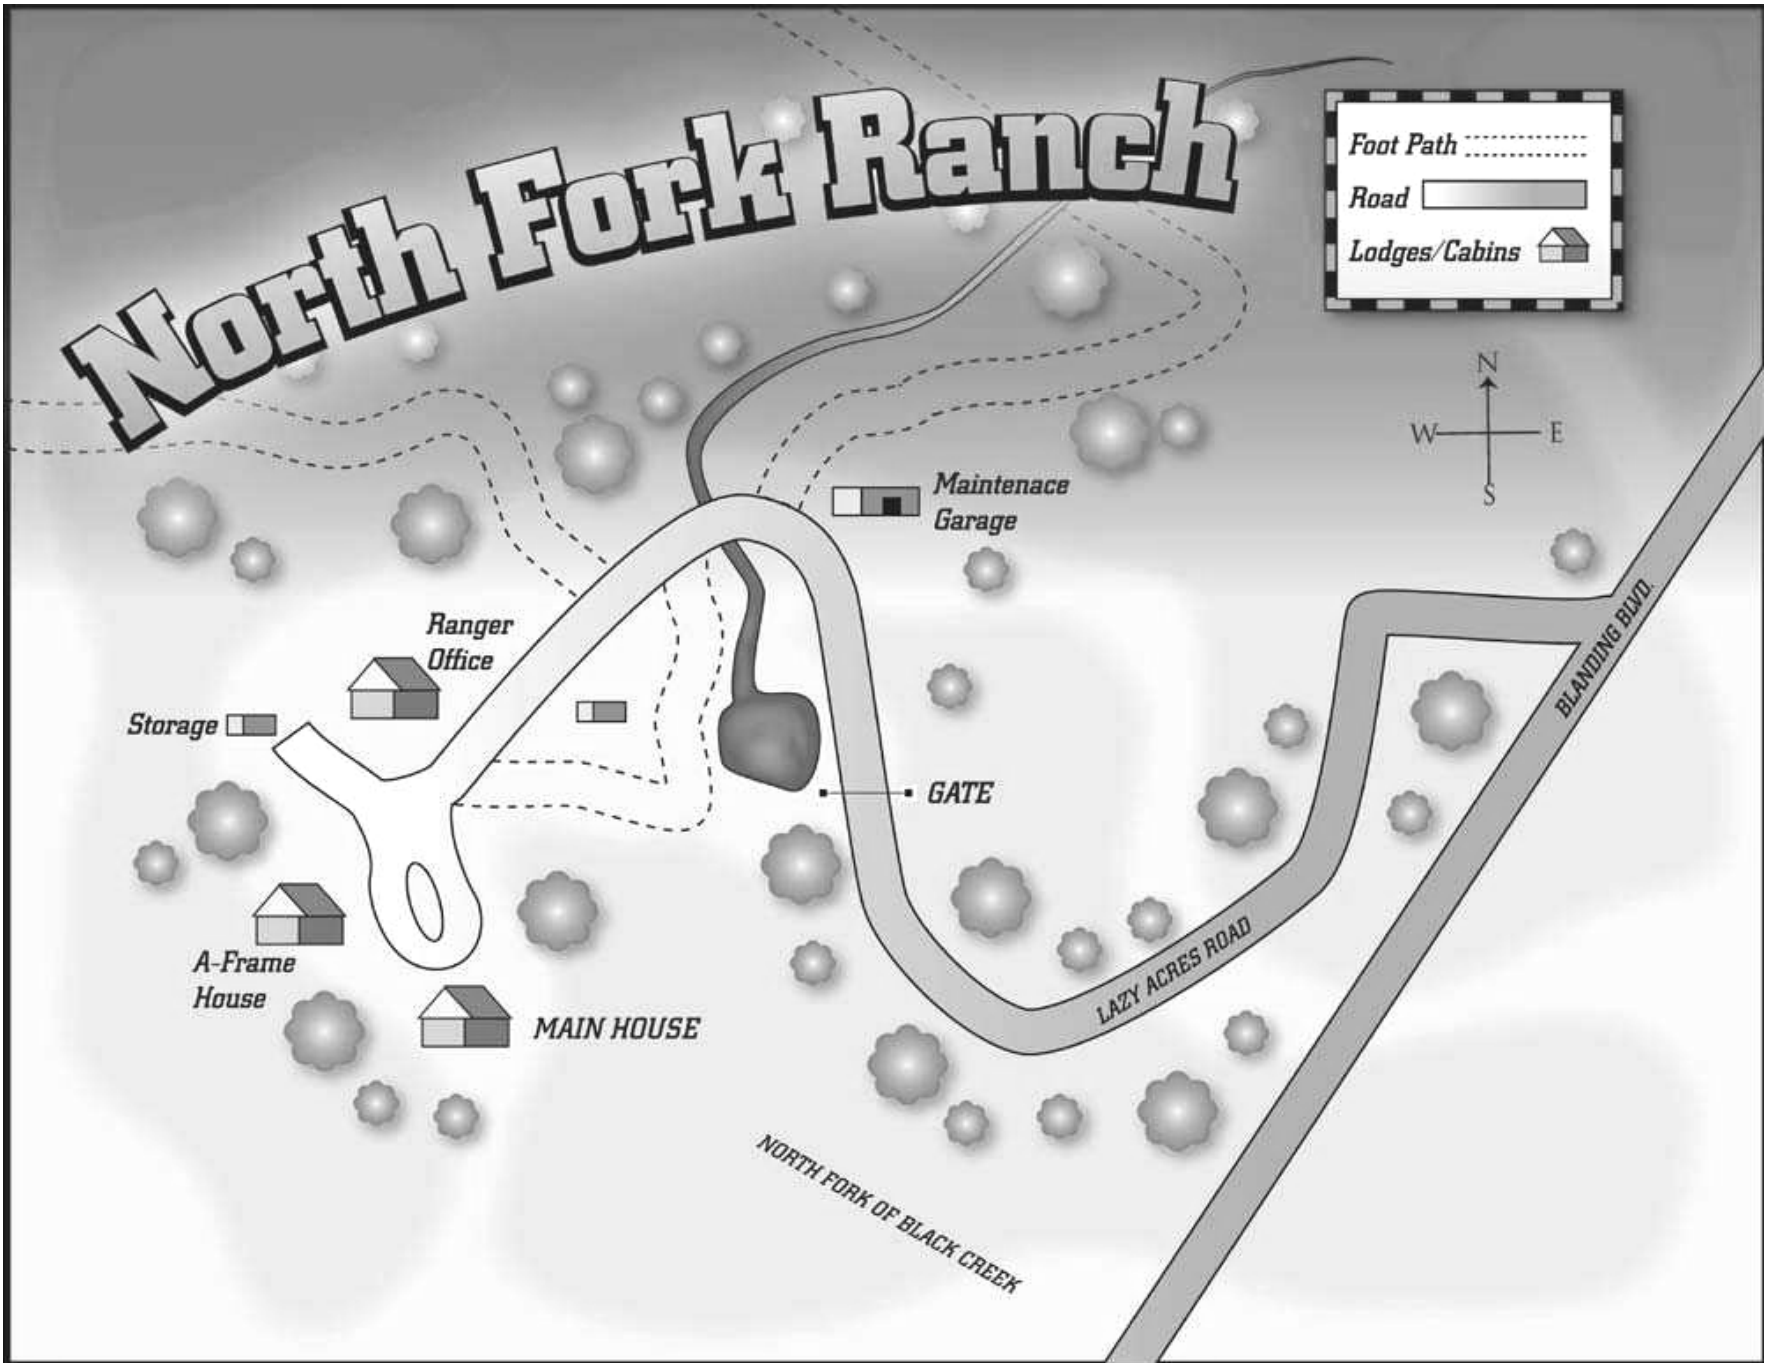 North Fork Ranch
Foot Path
Road
Lodges/Cabins
N
W E
S
Maintenace
Garage
Ranger
Office
Storage
BLANDING BLVD.
GATE
LAZY ACRES ROAD
A-Frame
House
MAIN HOUSE
NORTH FORK OF BLACK CREEK